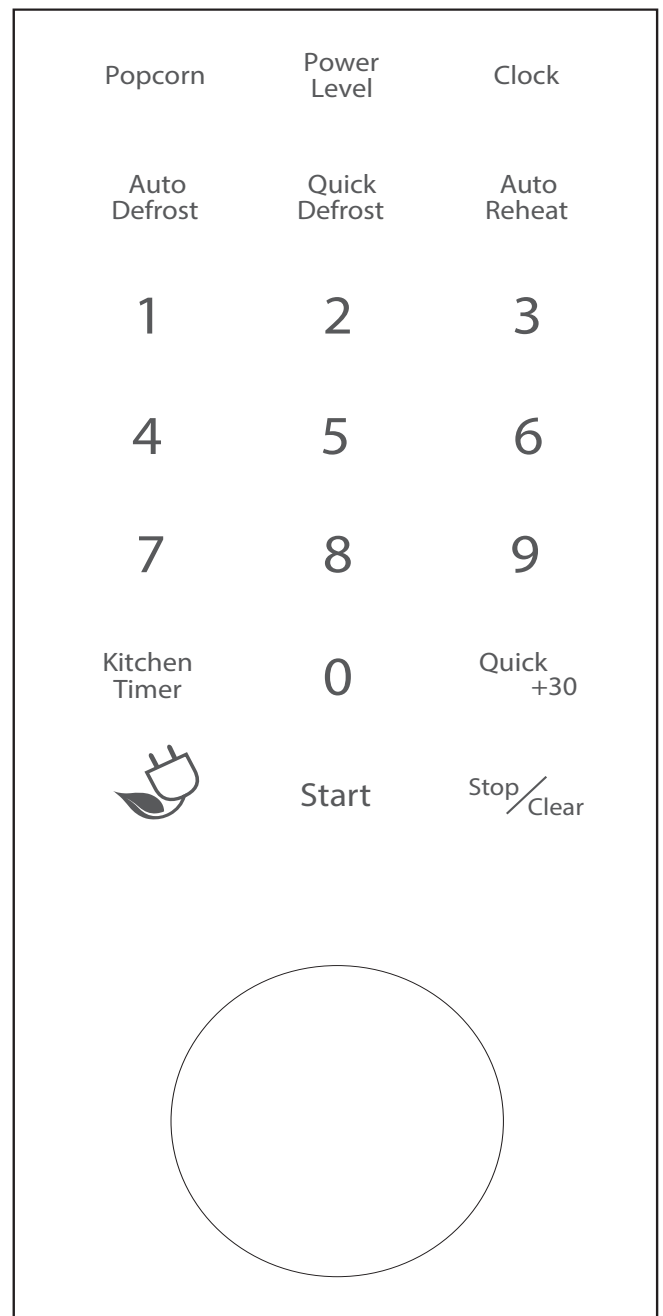 Popcorn
Power
Level
Clock
Auto
Defrost
Quick
Defrost
Auto
Reheat
1
2
3
4
5
6
7
8
9
Kitchen
Timer
0
Quick
+30
Start
Stop/Clear